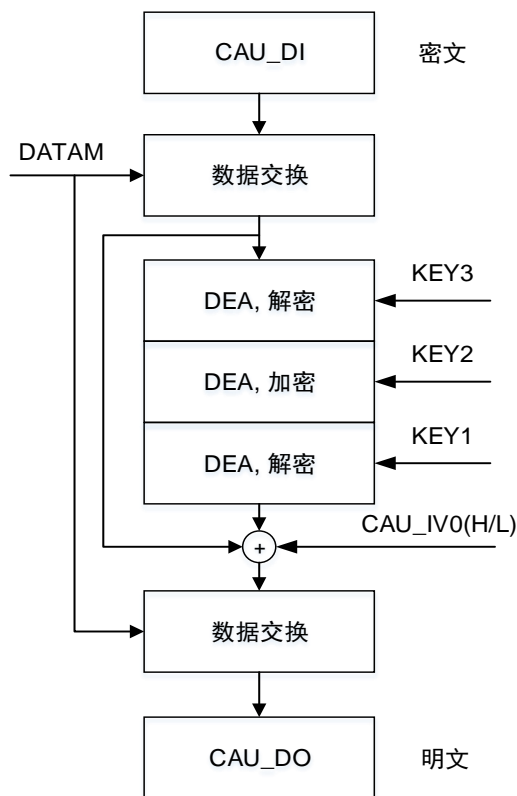 CAU_DI
密文
DATAM
数据交换
KEY3
DEA, 解密
KEY2
DEA, 加密
KEY1
DEA, 解密
CAU_IV0(H/L)
+
数据交换
CAU_DO
明文